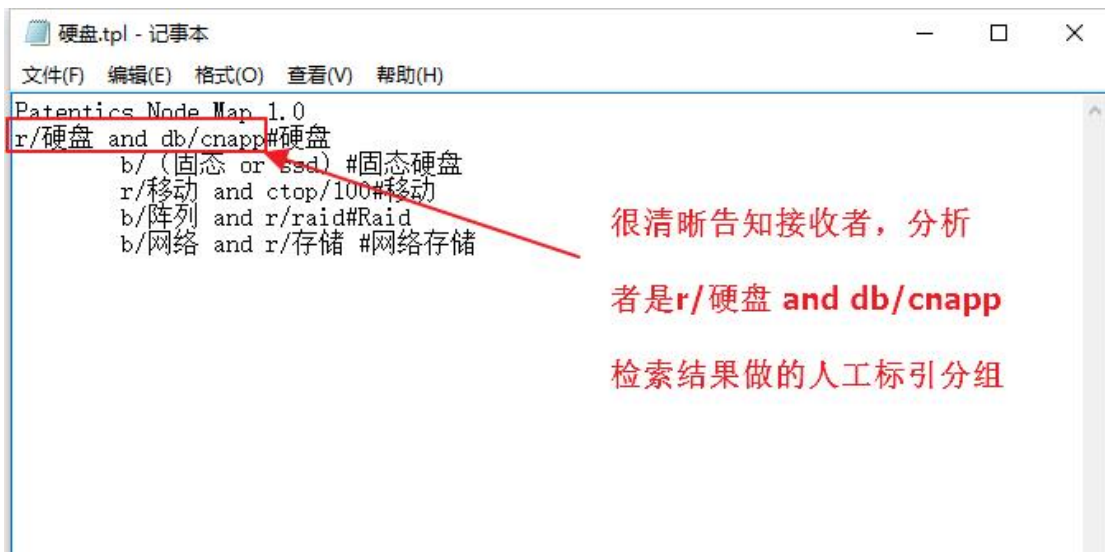 硬盘.tpl - 记事本
文件(F) 编辑(E) 格式(O) 查看(V) 帮助(H)
Patentics Node Map 1.0
r/硬盘 and db/cnapp#硬盘
b/（固态 or ssd）#固态硬盘
r/移动 and ctop/100#移动
b/阵列 and r/raid#Raid
b/网络 and r/存储 #网络存储
很清晰告知接收者，分析
者是r/硬盘 and db/cnapp
检索结果做的人工标引分组